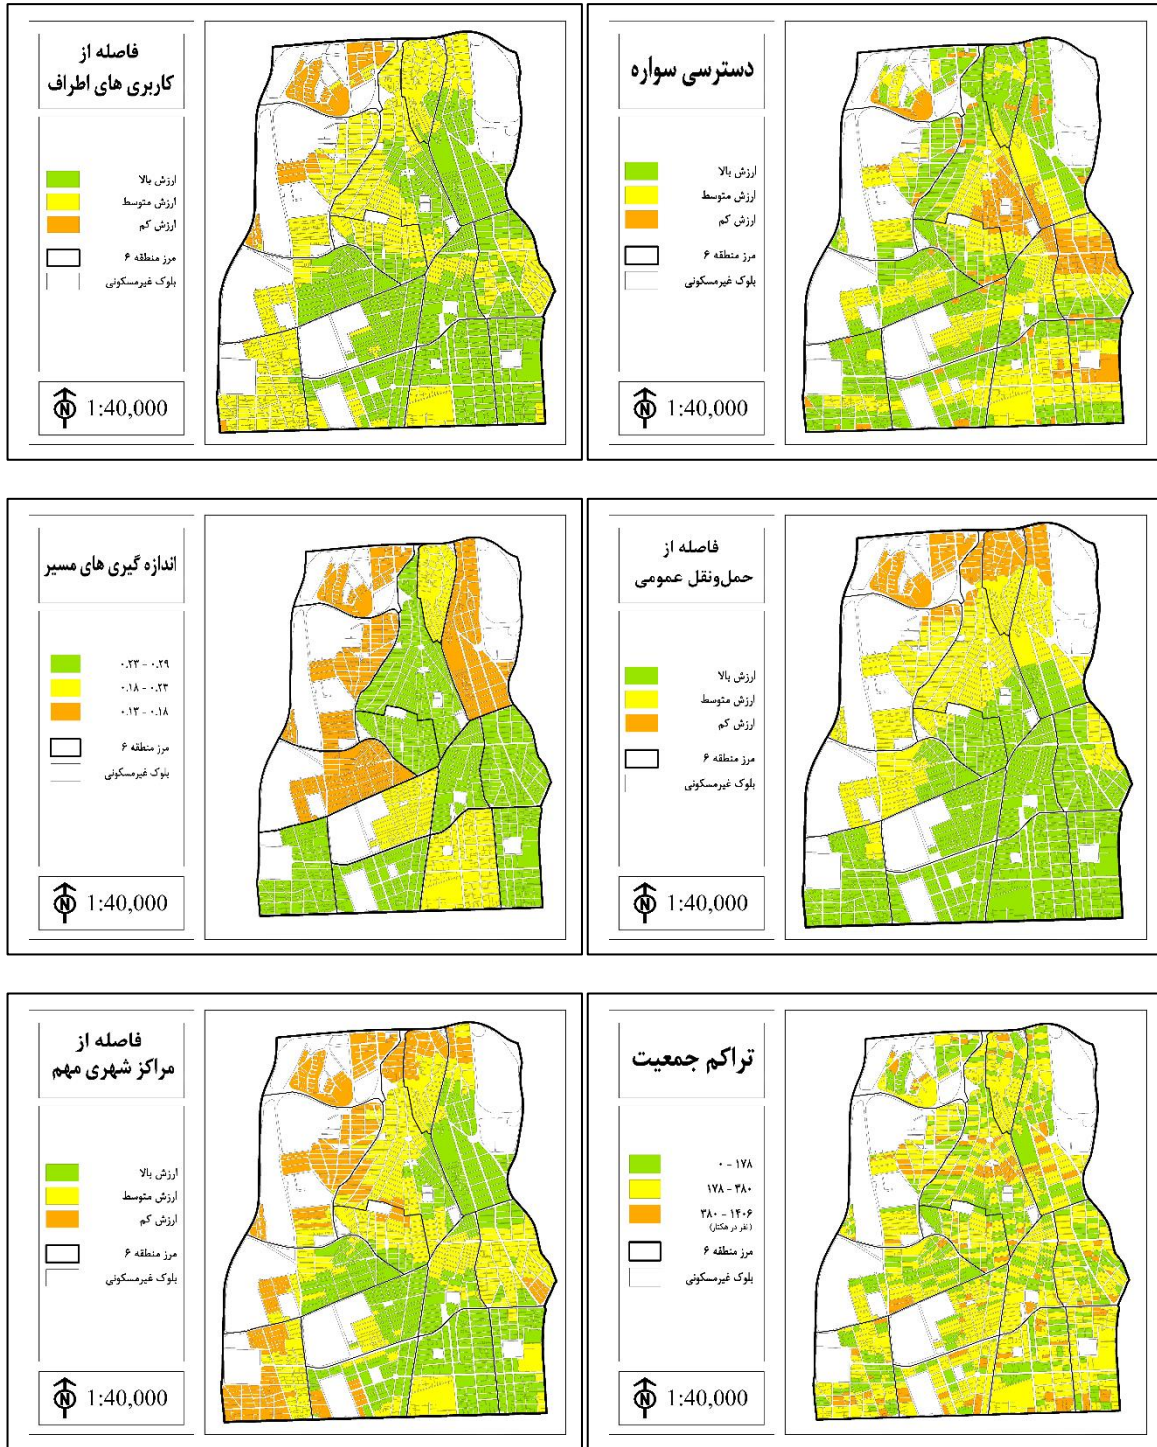 دسترسی سواره
ارزش بالا
ارزش متوسط
ارزش کم
مرز منطقه ۶
بلوک غیرمسکونی
N 1:40,000
فاصله از
کاربری های اطراف
ارزش بالا
ارزش متوسط
ارزش کم
مرز منطقه ۶
بلوک غیرمسکونی
N 1:40,000
فاصله از
حمل‌ونقل عمومی
ارزش بالا
ارزش متوسط
ارزش کم
مرز منطقه ۶
بلوک غیرمسکونی
N 1:40,000
اندازه گیری های مسیر
۰.۲۳ - ۰.۲۹
۰.۱۸ - ۰.۲۳
۰.۱۳ - ۰.۱۸
مرز منطقه ۶
بلوک غیرمسکونی
N 1:40,000
تراکم جمعیت
۰ - ۱۷۸
۱۷۸ - ۳۸۰
۳۸۰ - ۱۴۰۶
(نفر در هکتار)
مرز منطقه ۶
بلوک غیرمسکونی
N 1:40,000
فاصله از
مراکز شهری مهم
ارزش بالا
ارزش متوسط
ارزش کم
مرز منطقه ۶
بلوک غیرمسکونی
N 1:40,000